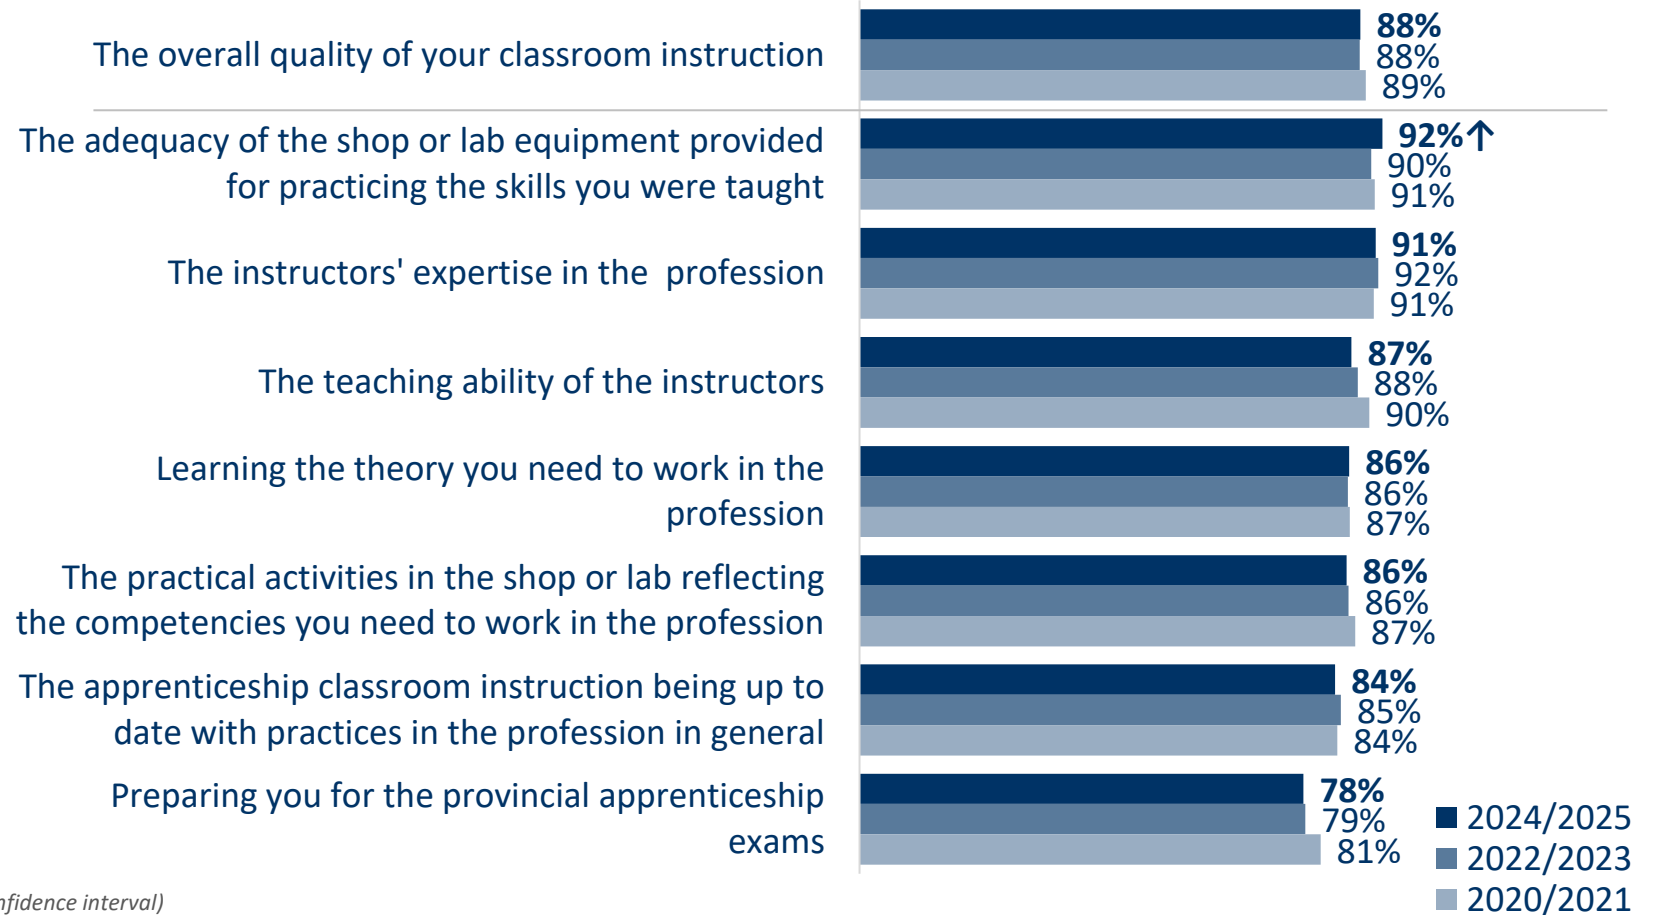 The overall quality of your classroom instruction
88%
88%
89%
The adequacy of the shop or lab equipment provided
for practicing the skills you were taught
92%↑
90%
91%
The instructors' expertise in the  profession
91%
92%
91%
The teaching ability of the instructors
87%
88%
90%
Learning the theory you need to work in the
profession
86%
86%
87%
The practical activities in the shop or lab reflecting
the competencies you need to work in the profession
86%
86%
87%
The apprenticeship classroom instruction being up to
date with practices in the profession in general
84%
85%
84%
Preparing you for the provincial apprenticeship
exams
78%
79%
81%
2024/2025
2022/2023
2020/2021
interval)